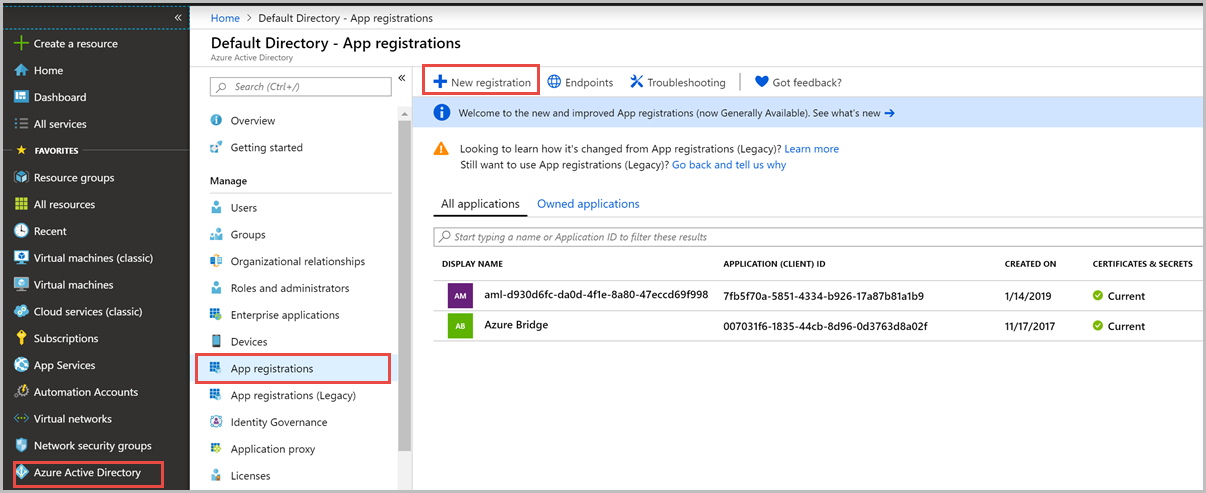 «
Create a resource
Home
Dashboard
All services
FAVORITES
Resource groups
All resources
Recent
Virtual machines (classic)
Virtual machines
Cloud services (classic)
Subscriptions
App Services
Automation Accounts
Virtual networks
Network security groups
Azure Active Directory
Home > Default Directory - App registrations
Default Directory - App registrations
Azure Active Directory
Search (Ctrl+/)
«
Overview
Getting started
Manage
Users
Groups
Organizational relationships
Roles and administrators
Enterprise applications
Devices
App registrations
App registrations (Legacy)
Identity Governance
Application proxy
Licenses
New registration Endpoints Troubleshooting Got feedback?
Welcome to the new and improved App registrations (now Generally Available). See what's new →
Looking to learn how it's changed from App registrations (Legacy)? Learn more
Still want to use App registrations (Legacy)? Go back and tell us why
All applications Owned applications
Start typing a name or Application ID to filter these results
DISPLAY NAME APPLICATION (CLIENT) ID CREATED ON CERTIFICATES & SECRETS
AM aml-d930d6fc-da0d-4f1e-8a80-47eccd69f998 7fb5f70a-5851-4334-b926-17a87b81a1b9 1/14/2019 Current
AB Azure Bridge 007031f6-1835-44cb-8d96-0d3763d8a02f 11/17/2017 Current